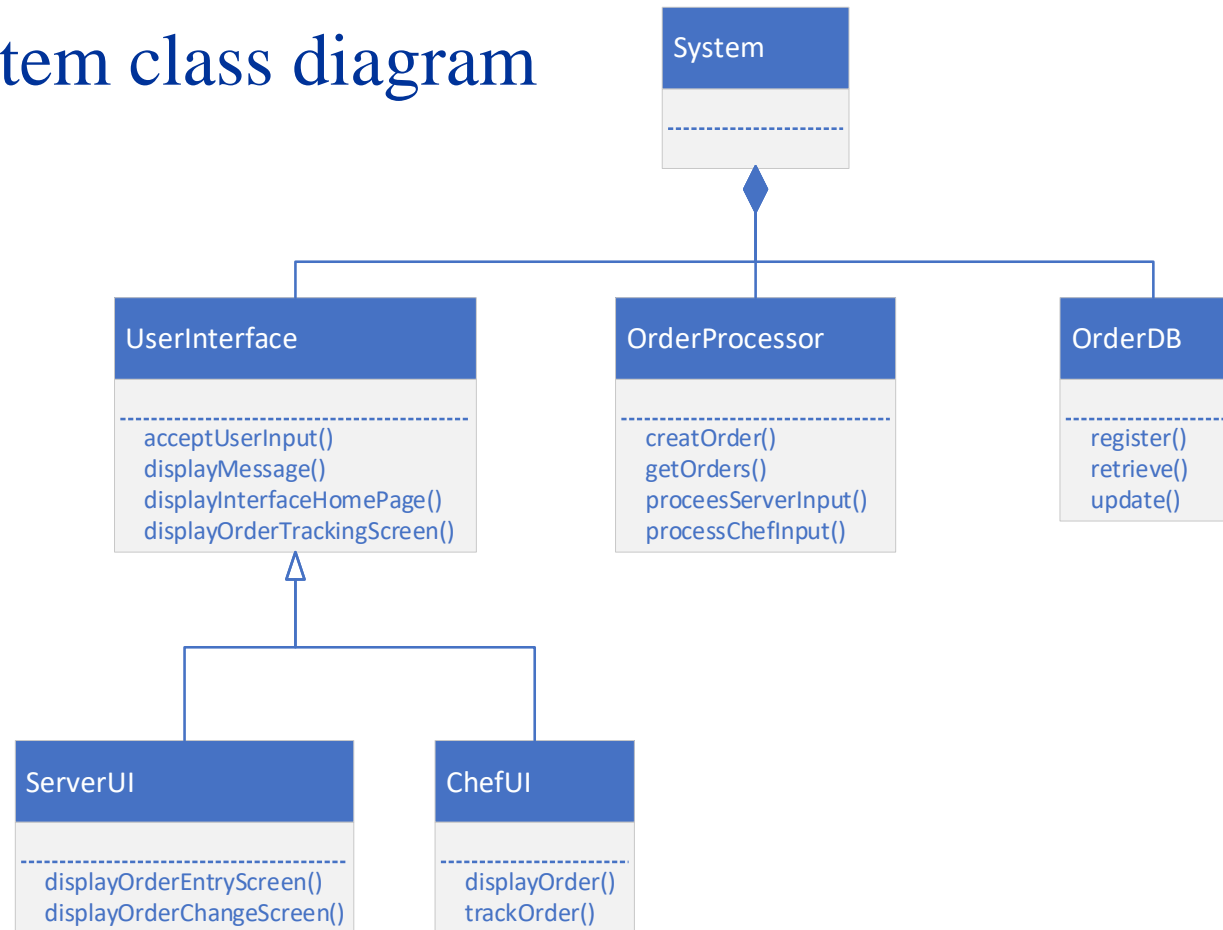 tem class diagram
System
UserInterface
acceptUserInput()
displayMessage()
displayInterfaceHomePage()
displayOrderTrackingScreen()
OrderProcessor
creatOrder()
getOrders()
proceesServerInput()
processChefInput()
OrderDB
register()
retrieve()
update()
ServerUI
displayOrderEntryScreen()
displayOrderChangeScreen()
ChefUI
displayOrder()
trackOrder()